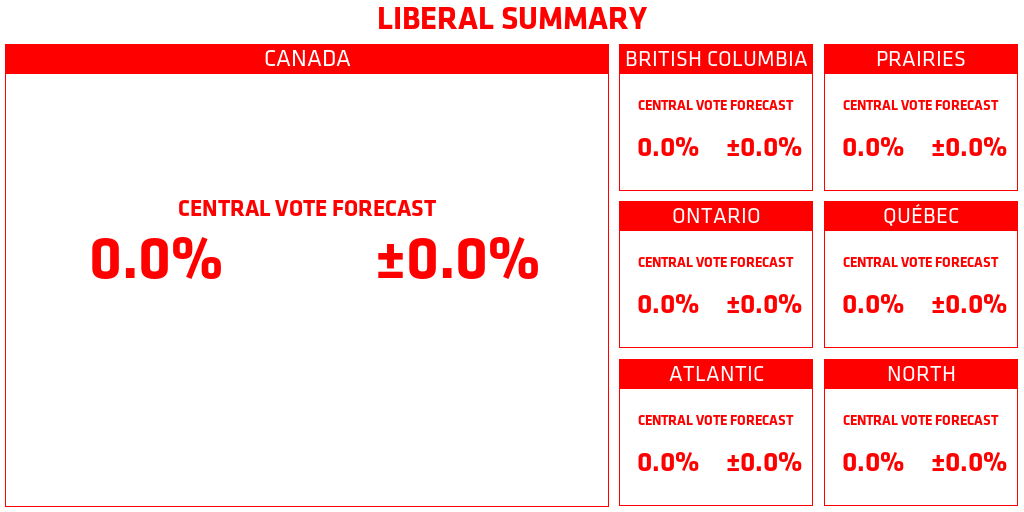 LIBERAL SUMMARY
CANADA
CENTRAL VOTE FORECAST
0.0% ±0.0%
BRITISH COLUMBIA
CENTRAL VOTE FORECAST
0.0% ±0.0%
PRAIRIES
CENTRAL VOTE FORECAST
0.0% ±0.0%
ONTARIO
CENTRAL VOTE FORECAST
0.0% ±0.0%
QUÉBEC
CENTRAL VOTE FORECAST
0.0% ±0.0%
ATLANTIC
CENTRAL VOTE FORECAST
0.0% ±0.0%
NORTH
CENTRAL VOTE FORECAST
0.0% ±0.0%